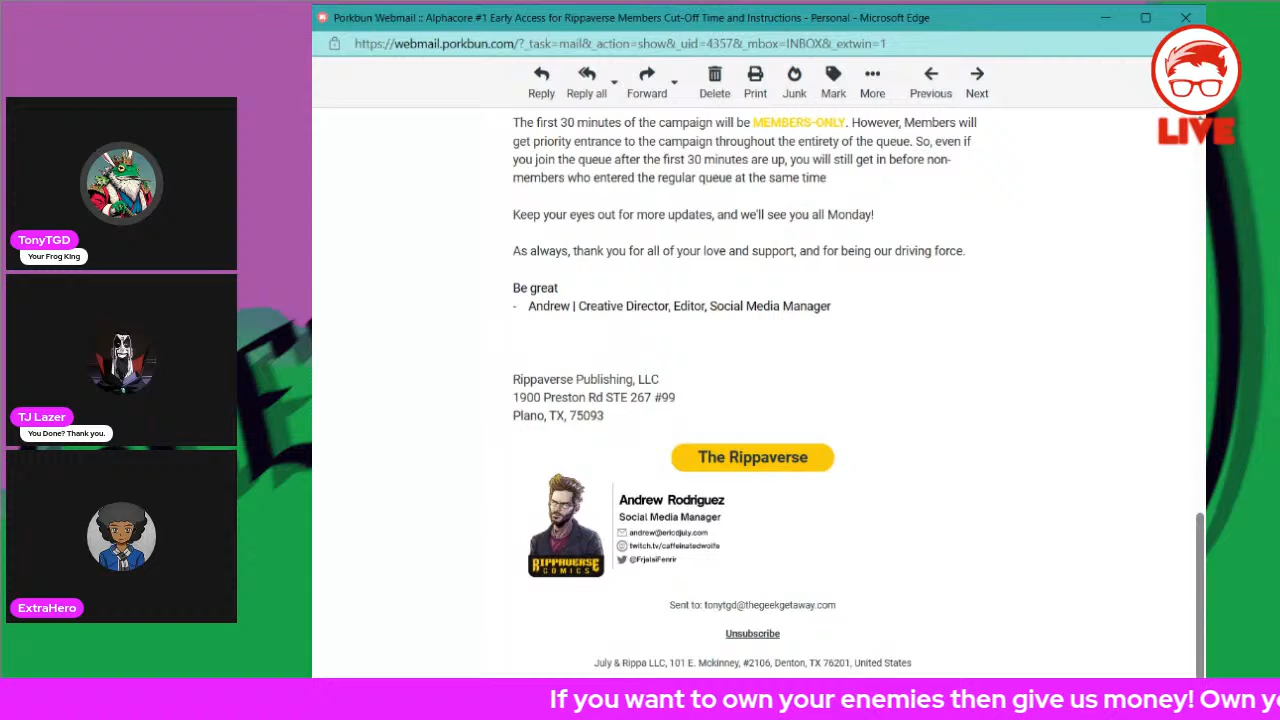 Porkbun Webmail :: Alphacore #1 Early Access for Rippaverse Members Cut-Off Time and Instructions - Personal - Microsoft Edge
https://webmail.porkbun.com/?_task=mail&_action=show&_uid=4357&_mbox=INBOX&_extwin=1
Reply Reply all Forward Delete Print Junk Mark More Previous Next
LIVE
The first 30 minutes of the campaign will be MEMBERS-ONLY. However, Members will
get priority entrance to the campaign throughout the entirety of the queue. So, even if
you join the queue after the first 30 minutes are up, you will still get in before non-
members who entered the regular queue at the same time
Keep your eyes out for more updates, and we'll see you all Monday!
As always, thank you for all of your love and support, and for being our driving force.
Be great
- Andrew | Creative Director, Editor, Social Media Manager
Rippaverse Publishing, LLC
1900 Preston Rd STE 267 #99
Plano, TX, 75093
The Rippaverse
Andrew Rodriguez
Social Media Manager
andrew@ericdjuly.com
twitch.tv/caffeinatedwolfe
@FrjalsiFenrir
RIPPAVERSE
COMICS
Sent to: tonytgd@thegeekgetaway.com
Unsubscribe
July & Rippa LLC, 101 E. Mckinney, #2106, Denton, TX 76201, United States
TonyTGD
Your Frog King
TJ Lazer
You Done? Thank you.
ExtraHero
If you want to own your enemies then give us money! Own yo